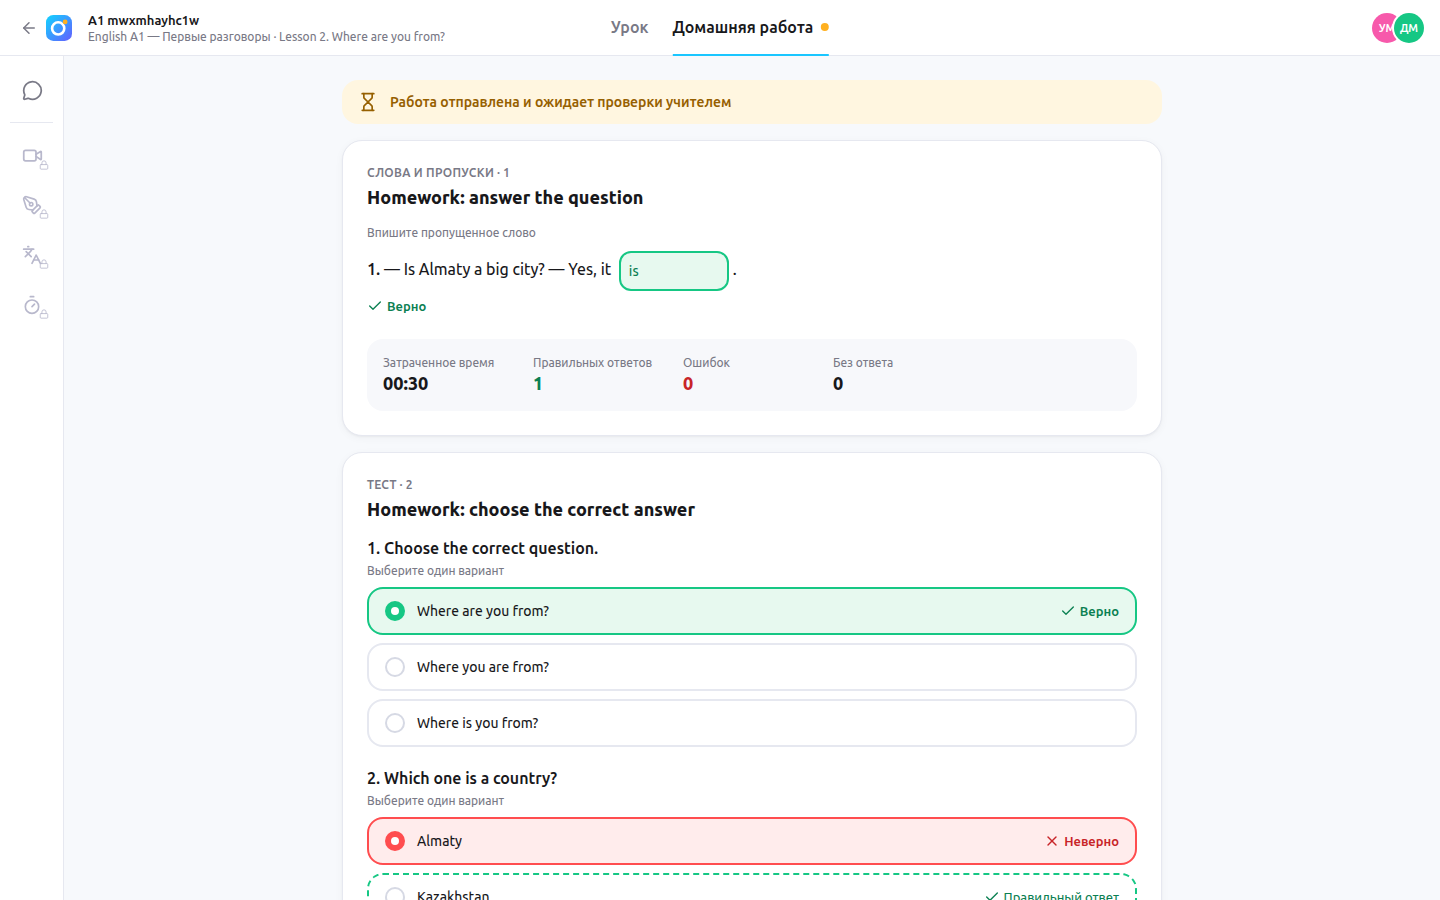 A1 mwxmhayhc1w
English A1 — Первые разговоры · Lesson 2. Where are you from?
Урок
Домашняя работа
УМ
ДМ
Работа отправлена и ожидает проверки учителем
СЛОВА И ПРОПУСКИ · 1
Homework: answer the question
Впишите пропущенное слово
1. — Is Almaty a big city? — Yes, it is .
Верно
Затраченное время
00:30
Правильных ответов
1
Ошибок
0
Без ответа
0
ТЕСТ · 2
Homework: choose the correct answer
1. Choose the correct question.
Выберите один вариант
Where are you from?
Верно
Where you are from?
Where is you from?
2. Which one is a country?
Выберите один вариант
Almaty
Неверно
Kazakhstan
Правильный ответ